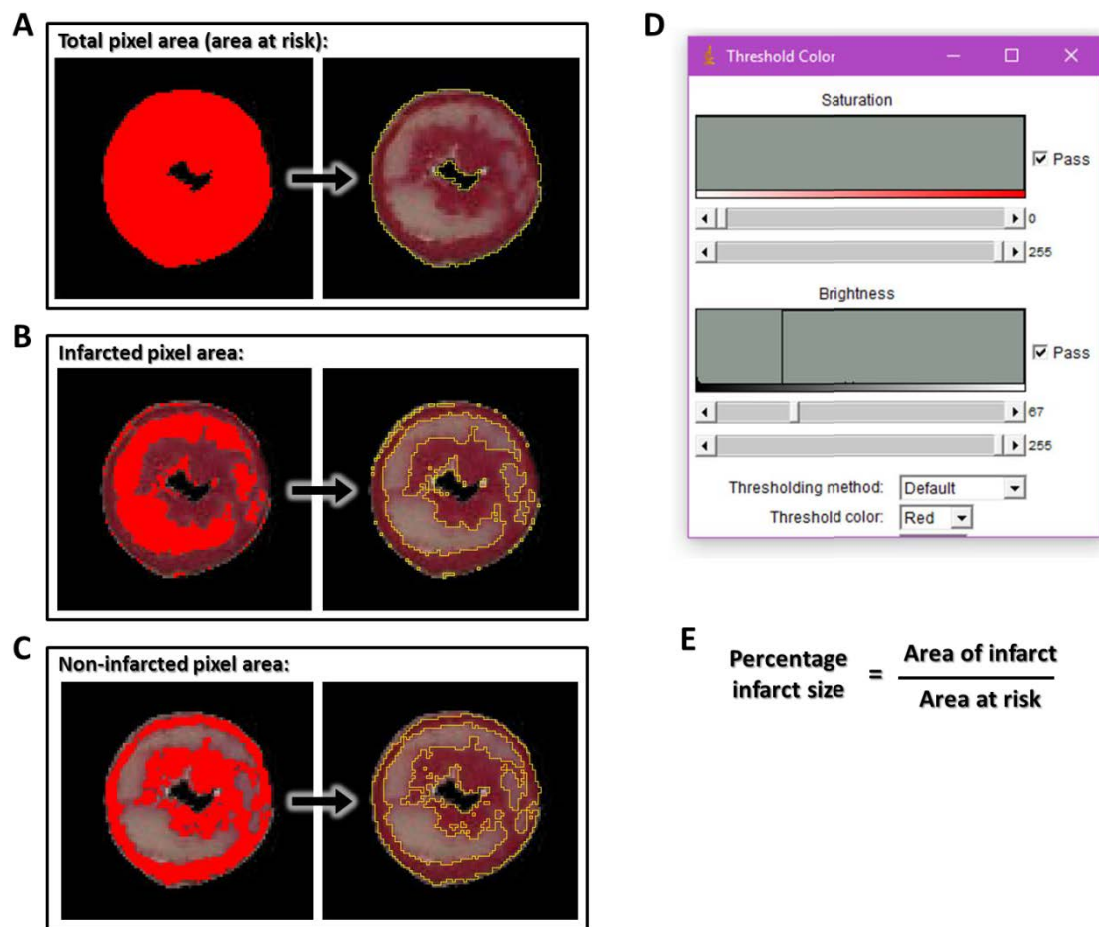 A
Total pixel area (area at risk):
B
Infarcted pixel area:
C
Non-infarcted pixel area:
D
Threshold Color
Saturation
Pass
0
255
Brightness
Pass
67
255
Thresholding method: Default
Threshold color: Red
E
Percentage
infarct size
=
Area of infarct
Area at risk